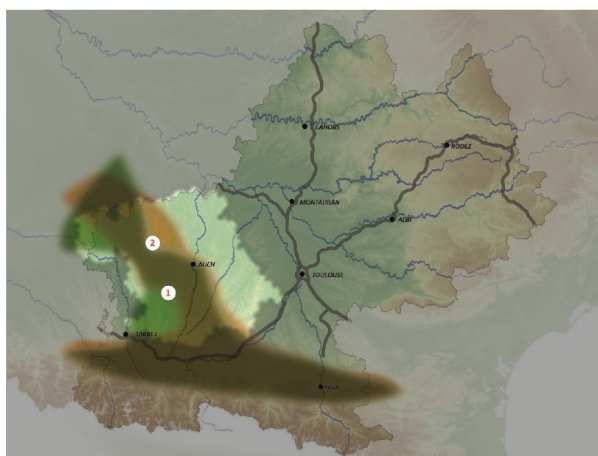 CAHORS
RODEZ
MONTAUBAN
ALBI
2
AUCH
TOULOUSE
1
TARBES
FOIX